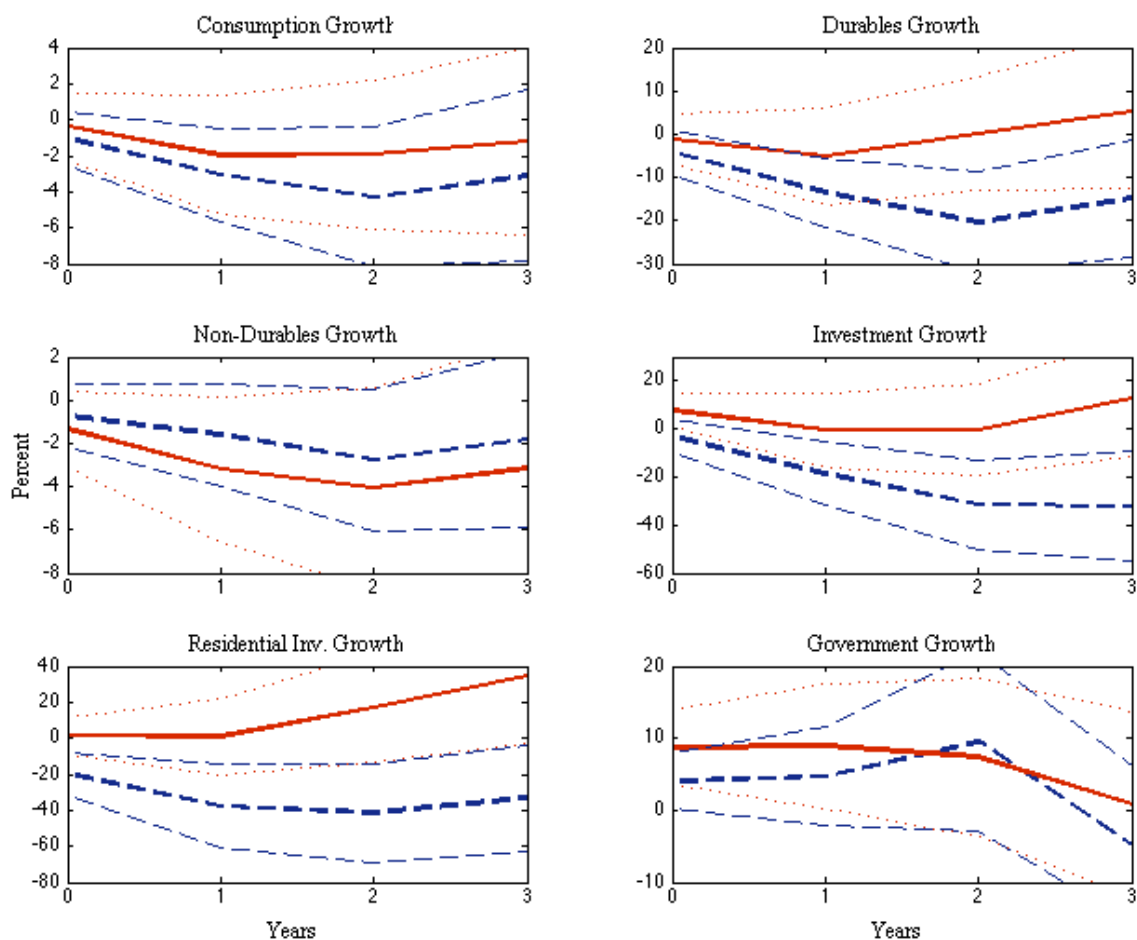 Consumption Growth
4
2
0
-2
-4
-6
-8
0 1 2 3
Durables Growth
20
10
0
-10
-20
-30
0 1 2 3
Non-Durables Growth
2
0
-2
-4
-6
-8
0 1 2 3
Percent
Investment Growth
20
0
-20
-40
-60
0 1 2 3
Residential Inv. Growth
40
20
0
-20
-40
-60
-80
0 1 2 3
Years
Government Growth
20
10
0
-10
0 1 2 3
Years